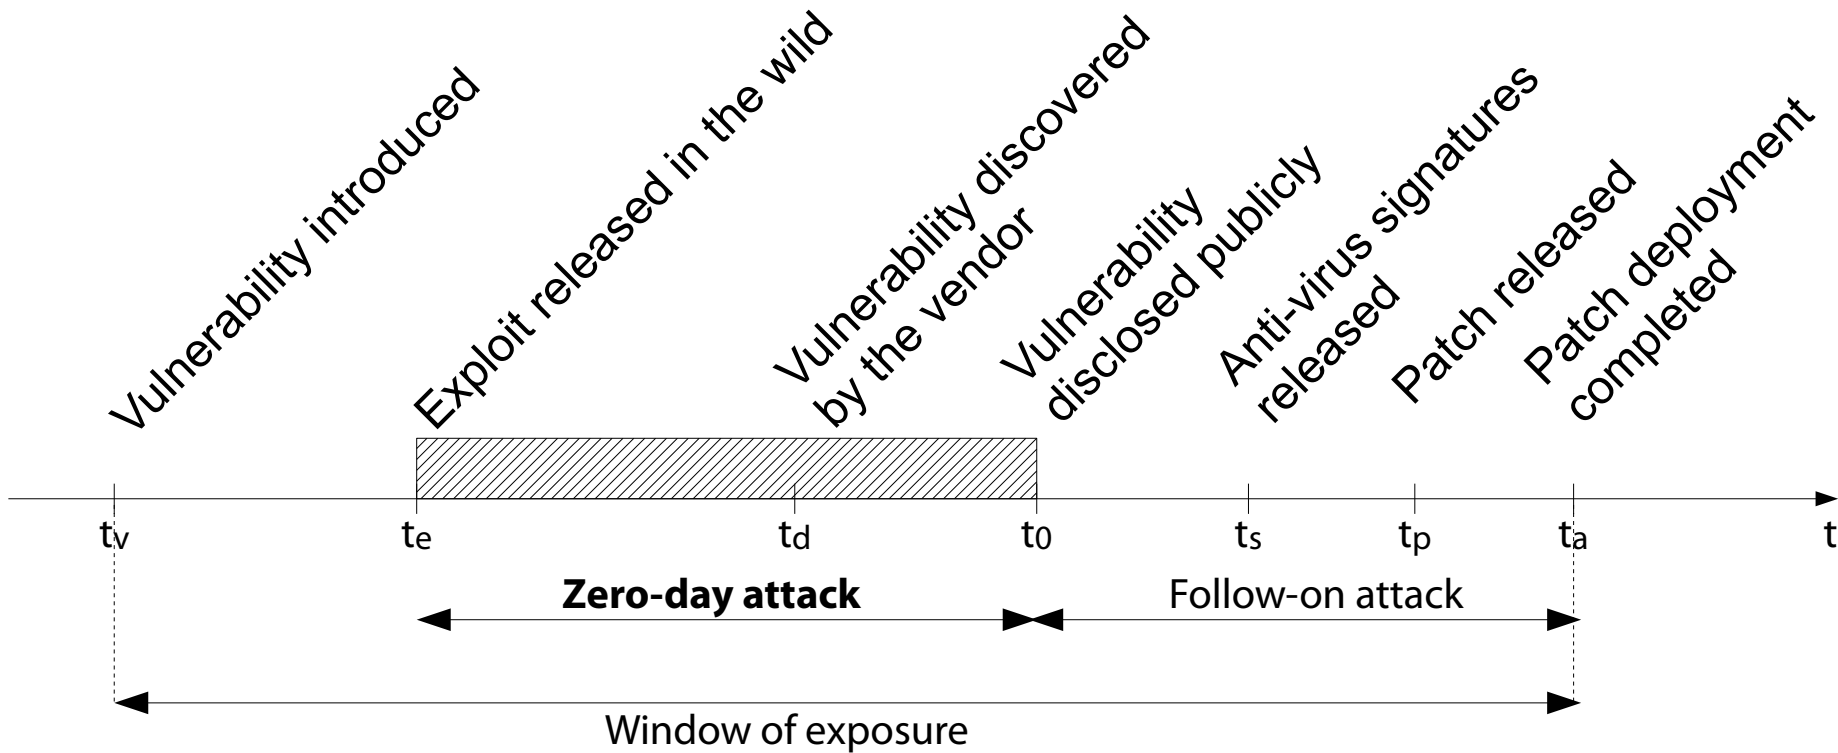 Vulnerability introduced
Exploit released in the wild
Vulnerability discovered
by the vendor
Vulnerability
disclosed publicly
Anti-virus signatures
released
Patch released
Patch deployment
completed
tv
te
td
t0
ts
tp
ta
t
Zero-day attack
Follow-on attack
Window of exposure